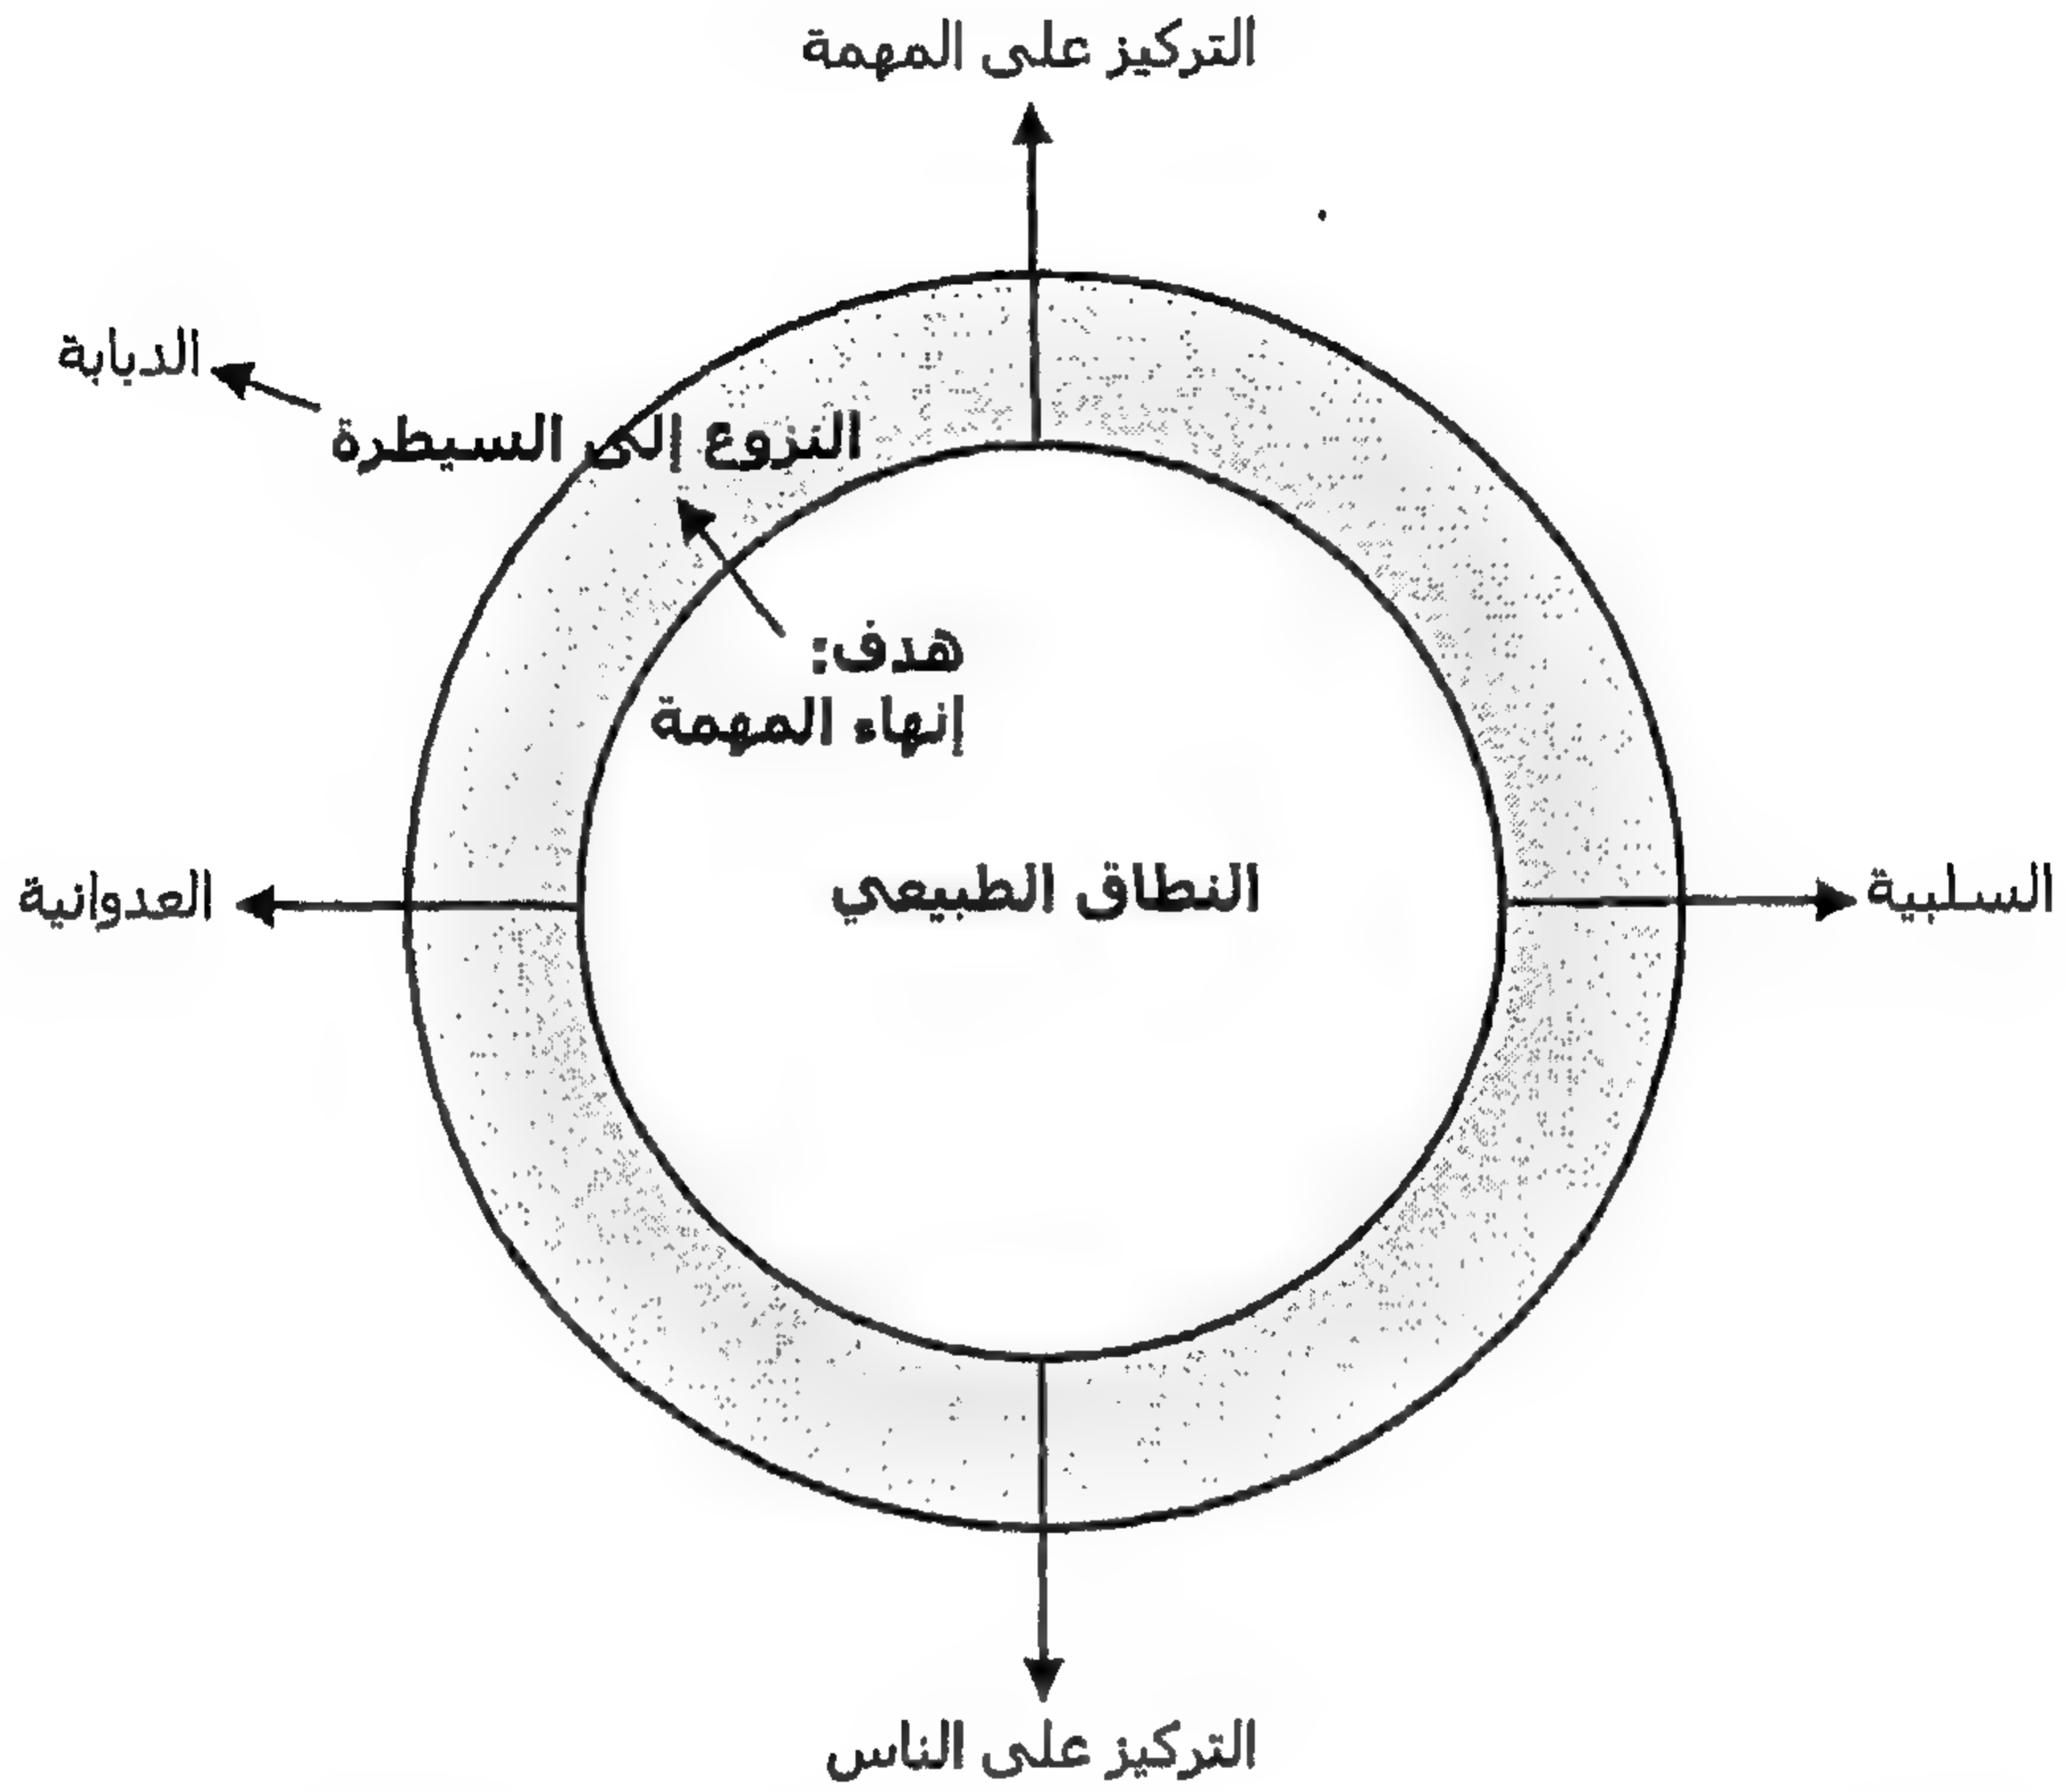 التركيز على المهمة
الدبابة
النزوع إلى السيطرة
هدف:
إنهاء المهمة
السلبية
النطاق الطبيعي
العدوانية
التركيز على الناس